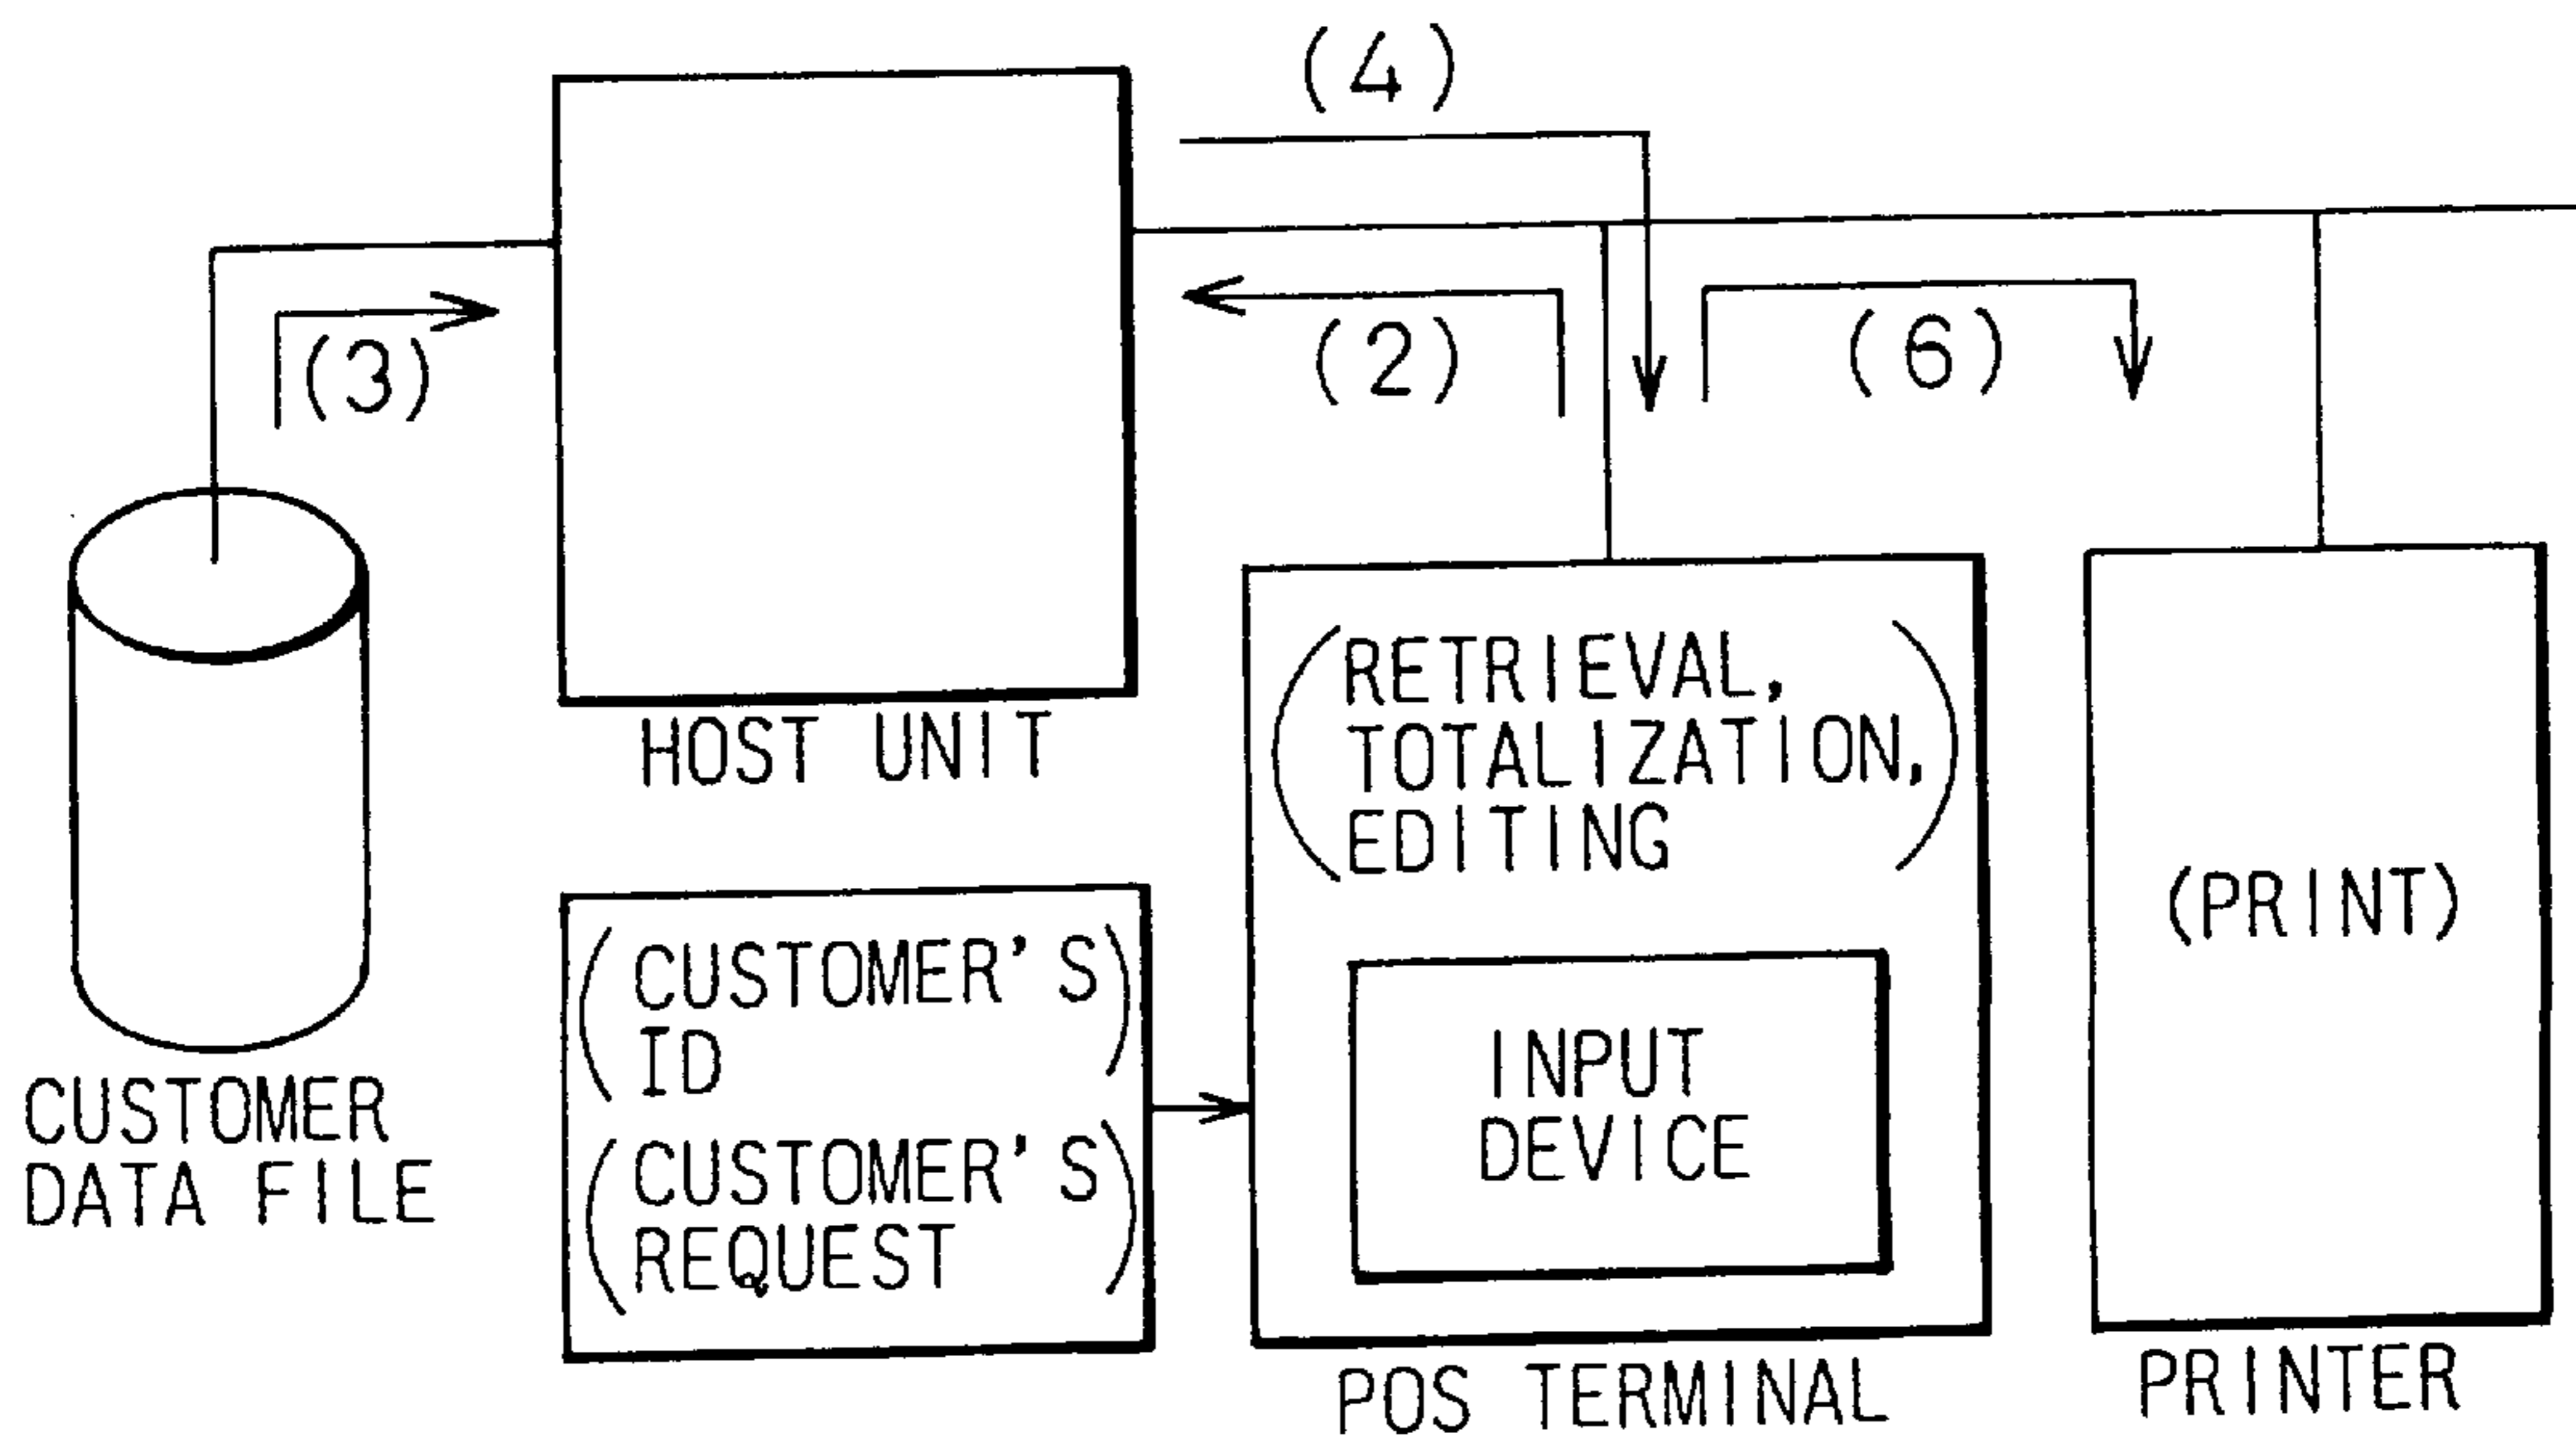 (4)
(3)
(2)
(6)
HOST UNIT
(RETRIEVAL,
TOTALIZATION,
EDITING)
(PRINT)
(CUSTOMER'S
ID)
(CUSTOMER'S
REQUEST)
INPUT
DEVICE
CUSTOMER
DATA FILE
POS TERMINAL
PRINTER